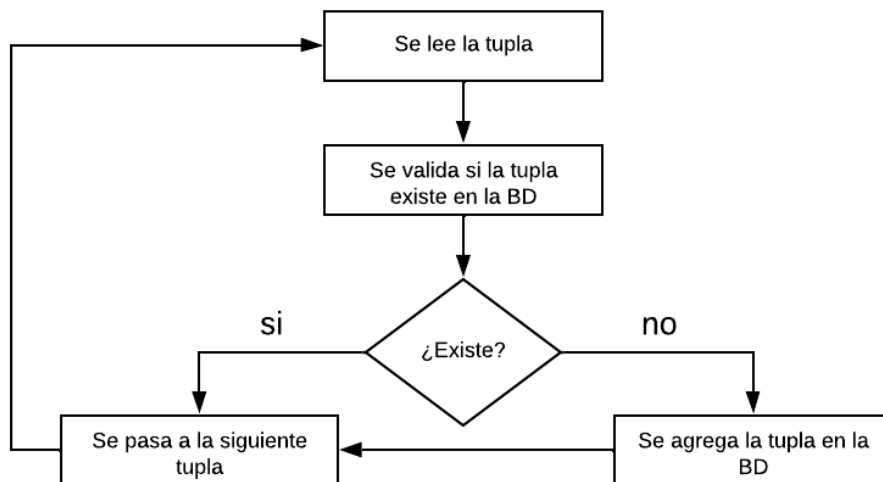 Se lee la tupla
Se valida si la tupla
existe en la BD
¿Existe?
si
no
Se pasa a la siguiente
tupla
Se agrega la tupla en la
BD